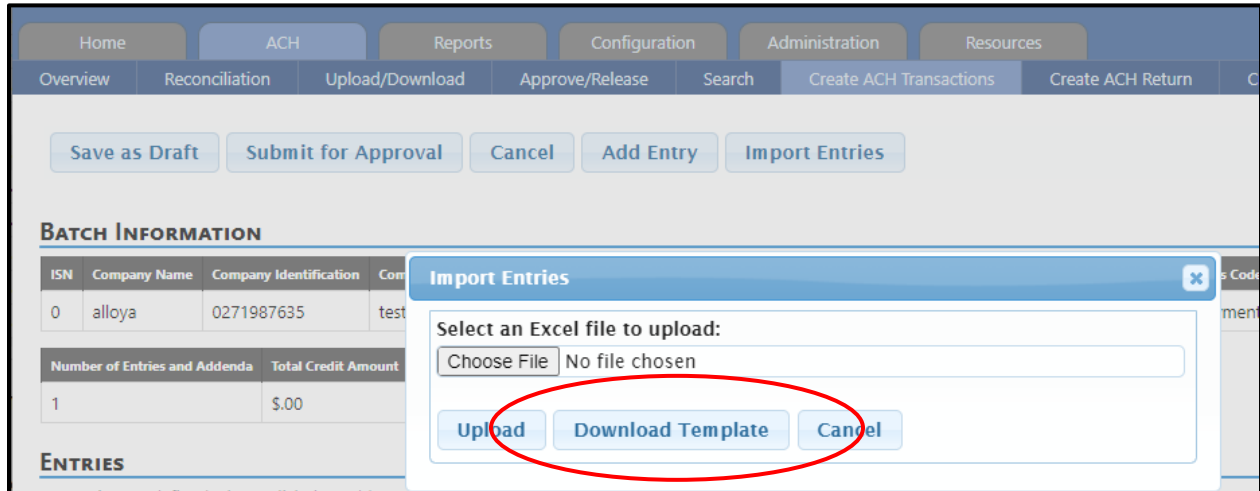 Home ACH Reports Configuration Administration Resources
Overview Reconciliation Upload/Download Approve/Release Search Create ACH Transactions Create ACH Return C
Save as Draft Submit for Approval Cancel Add Entry Import Entries
BATCH INFORMATION
ISN Company Name Company Identification Com s Code
0 alloya 0271987635 test ment
Import Entries
Select an Excel file to upload:
Choose File No file chosen
Upload Download Template Cancel
Number of Entries and Addenda Total Credit Amount
1 $.00
ENTRIES